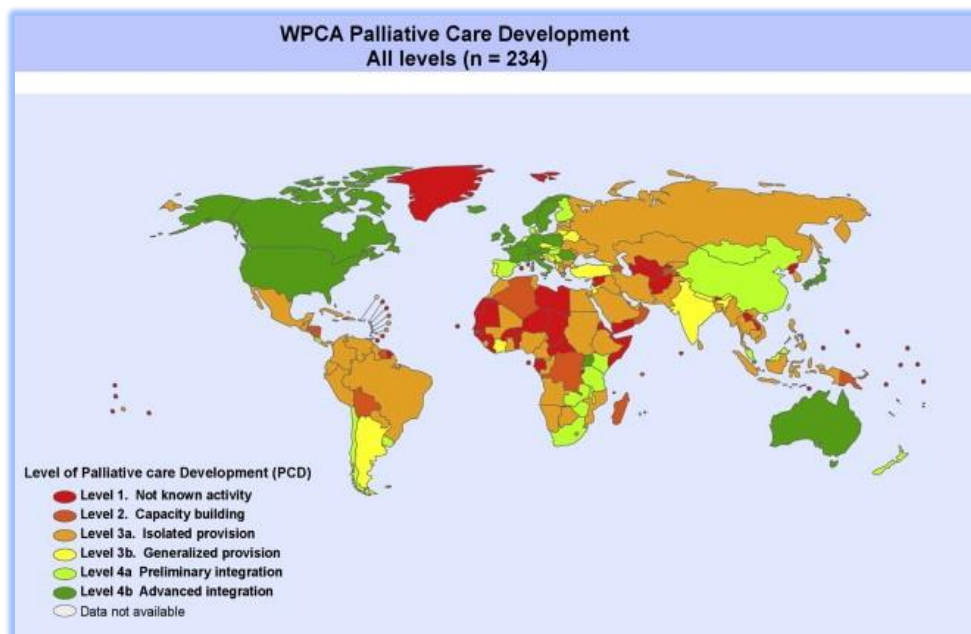 WPCA Palliative Care Development
All levels (n = 234)
Level of Palliative care Development (PCD)
Level 1. Not known activity
Level 2. Capacity building
Level 3a. Isolated provision
Level 3b. Generalized provision
Level 4a Preliminary integration
Level 4b Advanced integration
Data not available